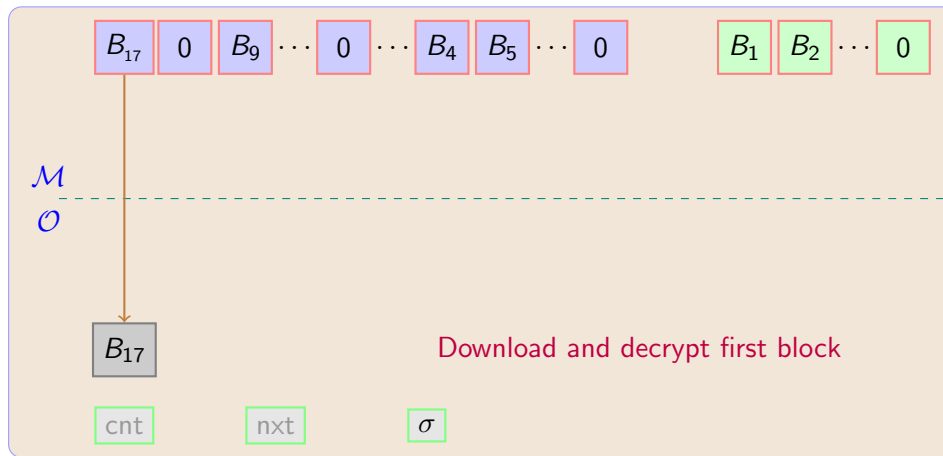 B₁₇ 0 B₉ ··· 0 ··· B₄ B₅ ··· 0 B₁ B₂ ··· 0
ℳ
𝒪
B₁₇ Download and decrypt first block
cnt nxt σ